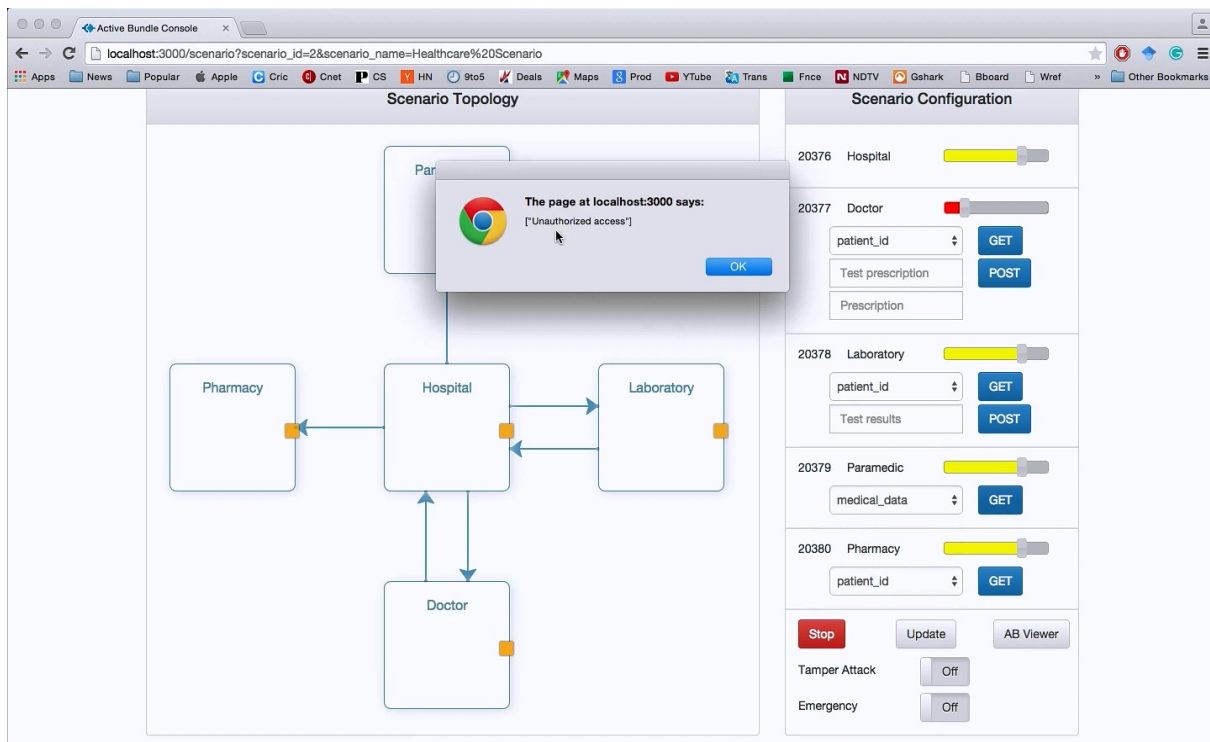 Active Bundle Console
localhost:3000/scenario?scenario_id=2&scenario_name=Healthcare%20Scenario
Apps News Popular Apple Cric Cnet CS HN 9to5 Deals Maps Prod YTube Trans Fnce NDTV Gshark Bboard Wref » Other Bookmarks
Scenario Topology
Par
The page at localhost:3000 says:
["Unauthorized access"]
OK
Pharmacy
Hospital
Laboratory
Doctor
Scenario Configuration
20376 Hospital
20377 Doctor
patient_id GET
Test prescription POST
Prescription
20378 Laboratory
patient_id GET
Test results POST
20379 Paramedic
medical_data GET
20380 Pharmacy
patient_id GET
Stop Update AB Viewer
Tamper Attack Off
Emergency Off